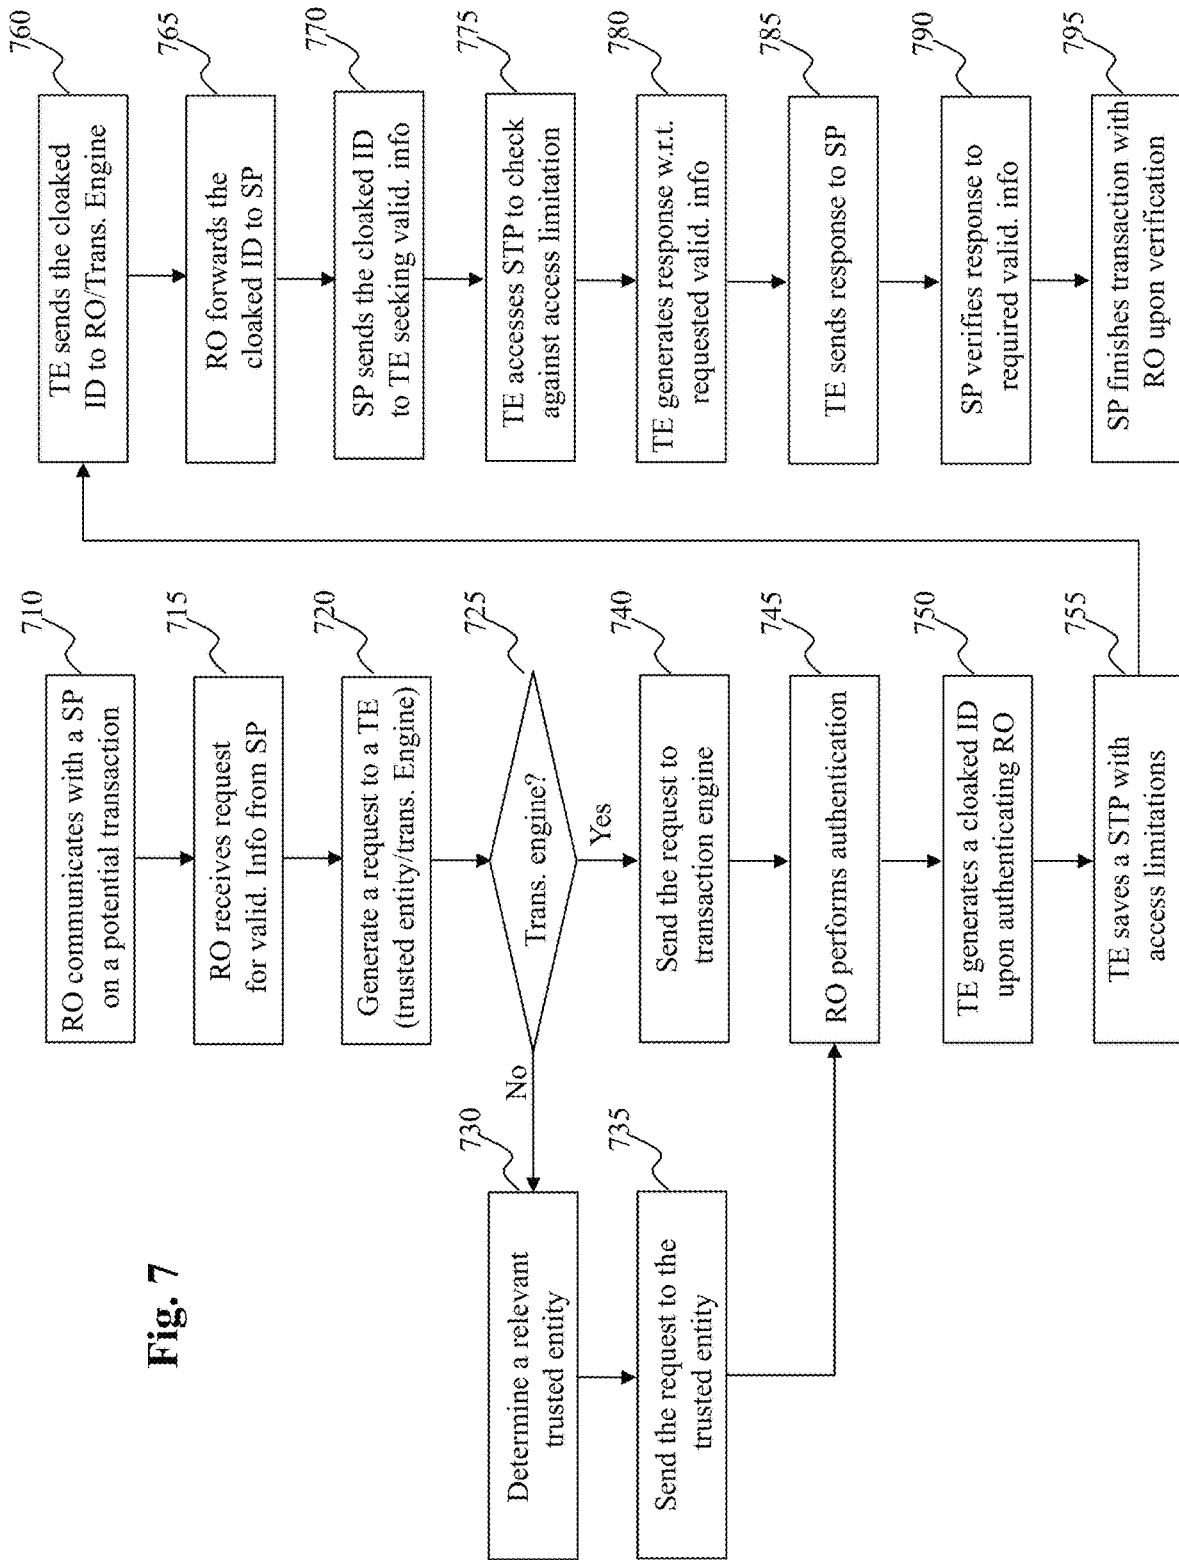 Fig. 7
710
RO communicates with a SP
on a potential transaction
715
RO receives request
for valid. Info from SP
720
Generate a request to a TE
(trusted entity/trans. Engine)
725
Trans. engine?
No
Yes
730
Determine a relevant
trusted entity
735
Send the request to the
trusted entity
740
Send the request to
transaction engine
745
RO performs authentication
750
TE generates a cloaked ID
upon authenticating RO
755
TE saves a STP with
access limitations
760
TE sends the cloaked
ID to RO/Trans. Engine
765
RO forwards the
cloaked ID to SP
770
SP sends the cloaked ID
to TE seeking valid. info
775
TE accesses STP to check
against access limitation
780
TE generates response w.r.t.
requested valid. info
785
TE sends response to SP
790
SP verifies response to
required valid. info
795
SP finishes transaction with
RO upon verification